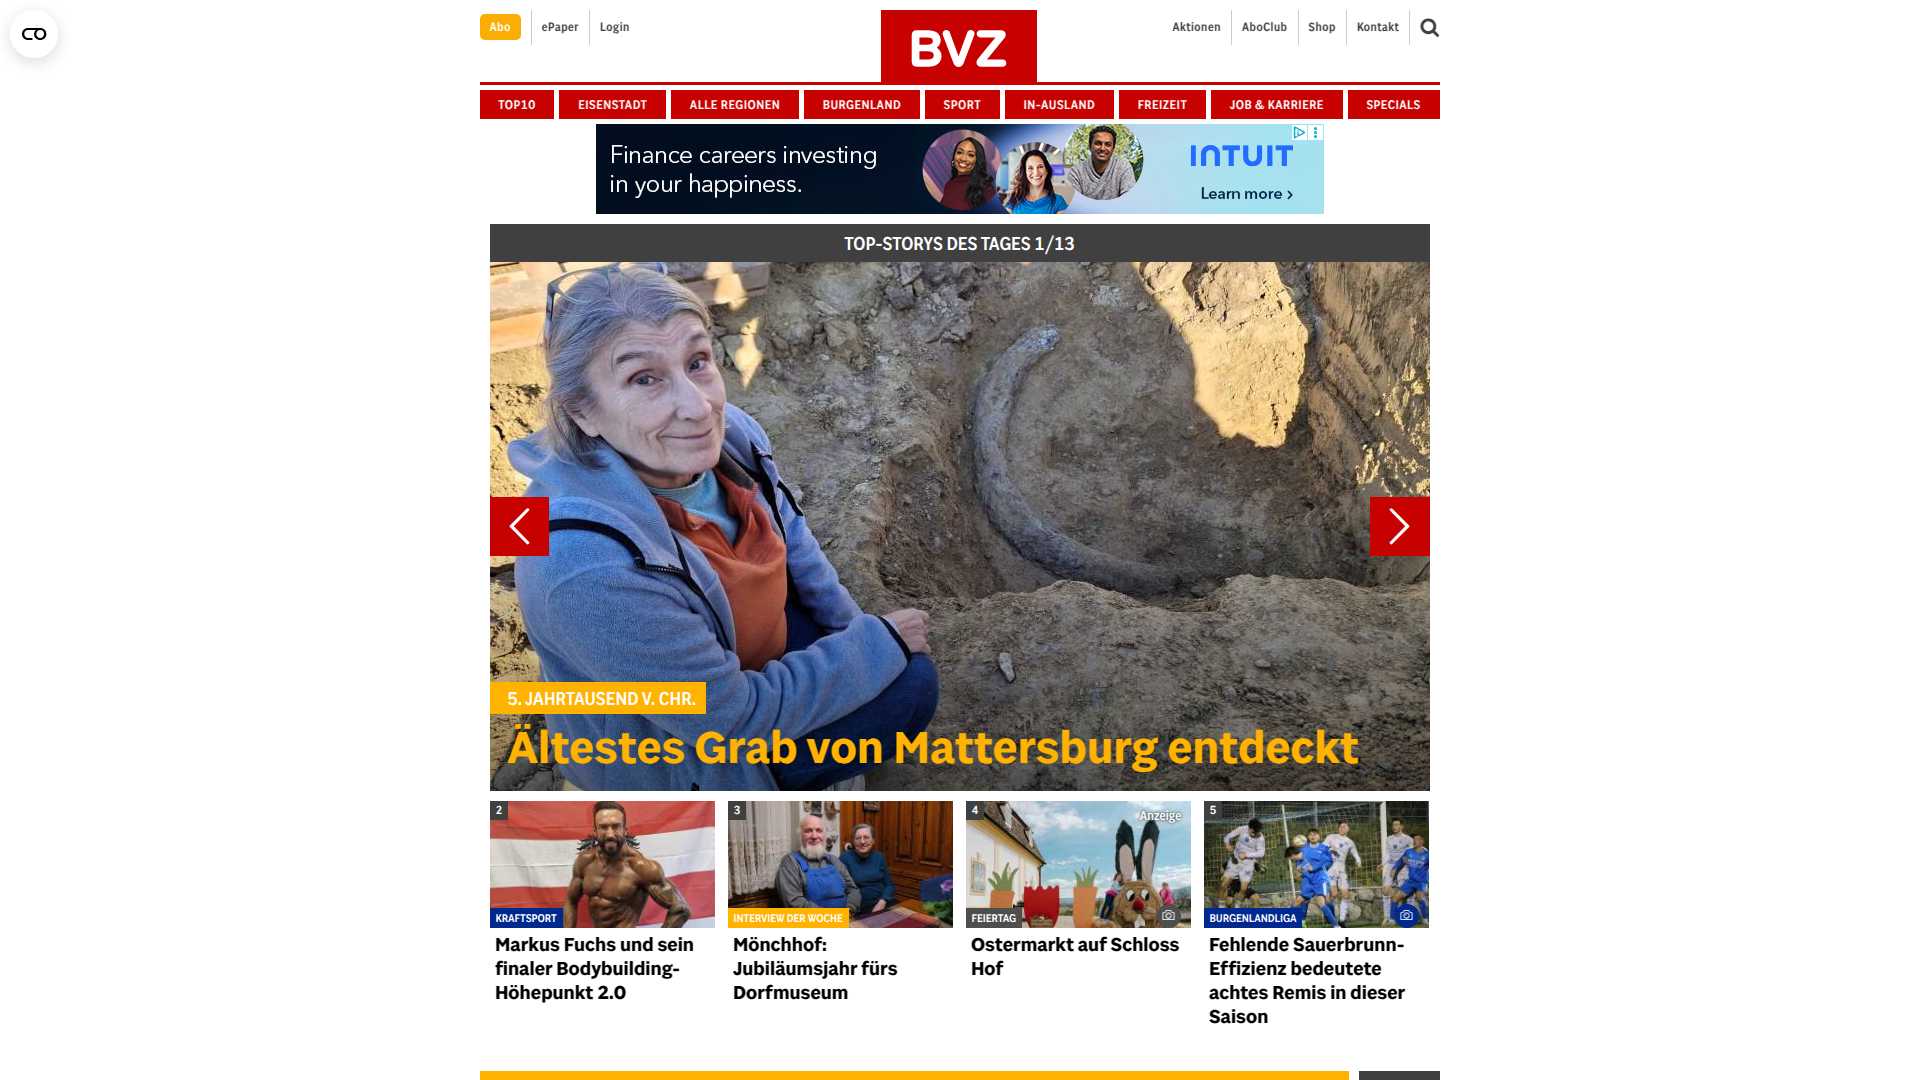 Abo
ePaper
Login
BVZ
Aktionen
AboClub
Shop
Kontakt
TOP10
EISENSTADT
ALLE REGIONEN
BURGENLAND
SPORT
IN-AUSLAND
FREIZEIT
JOB & KARRIERE
SPECIALS
Finance careers investing
in your happiness.
INTUIT
Learn more ›
TOP-STORYS DES TAGES 1/13
5. JAHRTAUSEND V. CHR.
Ältestes Grab von Mattersburg entdeckt
2
KRAFTSPORT
Markus Fuchs und sein
finaler Bodybuilding-
Höhepunkt 2.0
3
INTERVIEW DER WOCHE
Mönchhof:
Jubiläumsjahr fürs
Dorfmuseum
4
Anzeige
FEIERTAG
Ostermarkt auf Schloss
Hof
5
BURGENLANDLIGA
Fehlende Sauerbrunn-
Effizienz bedeutete
achtes Remis in dieser
Saison